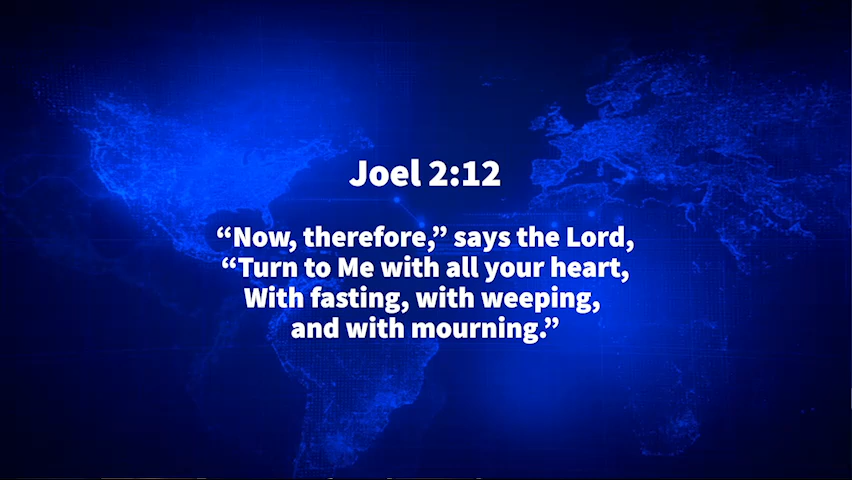 Joel 2:12
“Now, therefore,” says the Lord,
“Turn to Me with all your heart,
With fasting, with weeping,
and with mourning.”